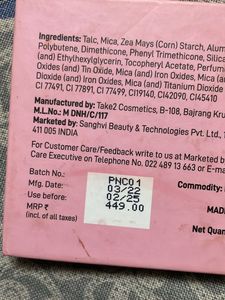 Ingredients: Talc, Mica, Zea Mays (Corn) Starch, Alum
Polybutene, Dimethicone, Phenyl Trimethicone, Silic
(and) Ethylhexylglycerin, Tocopheryl Acetate, Perfum
Oxides (and) Tin Oxide, Mica (and) Iron Oxides, Mica (an
Dioxide (and) Iron Oxides, Mica (and) Titanium Dioxide
CI 77491, CI 77891, CI 77499, CI19140, CI42090, CI45410
Manufactured by: Take2 Cosmetics, B-108, Bajrang Kru
M.L.No.: M DNH/C/117
Marketed by: Sanghvi Beauty & Technologies Pvt. Ltd., 1
411 005 INDIA
For Customer Care/Feedback write to us at Marketed b
Care Executive on Telephone No. 022 489 13 663 or E-ma
Batch No.: PNC01 Commodity:
Mfg. Date: 03/22
Use before: 02/25 MAD
MRP ₹ 449.00
(incl. of all taxes) Net Quan